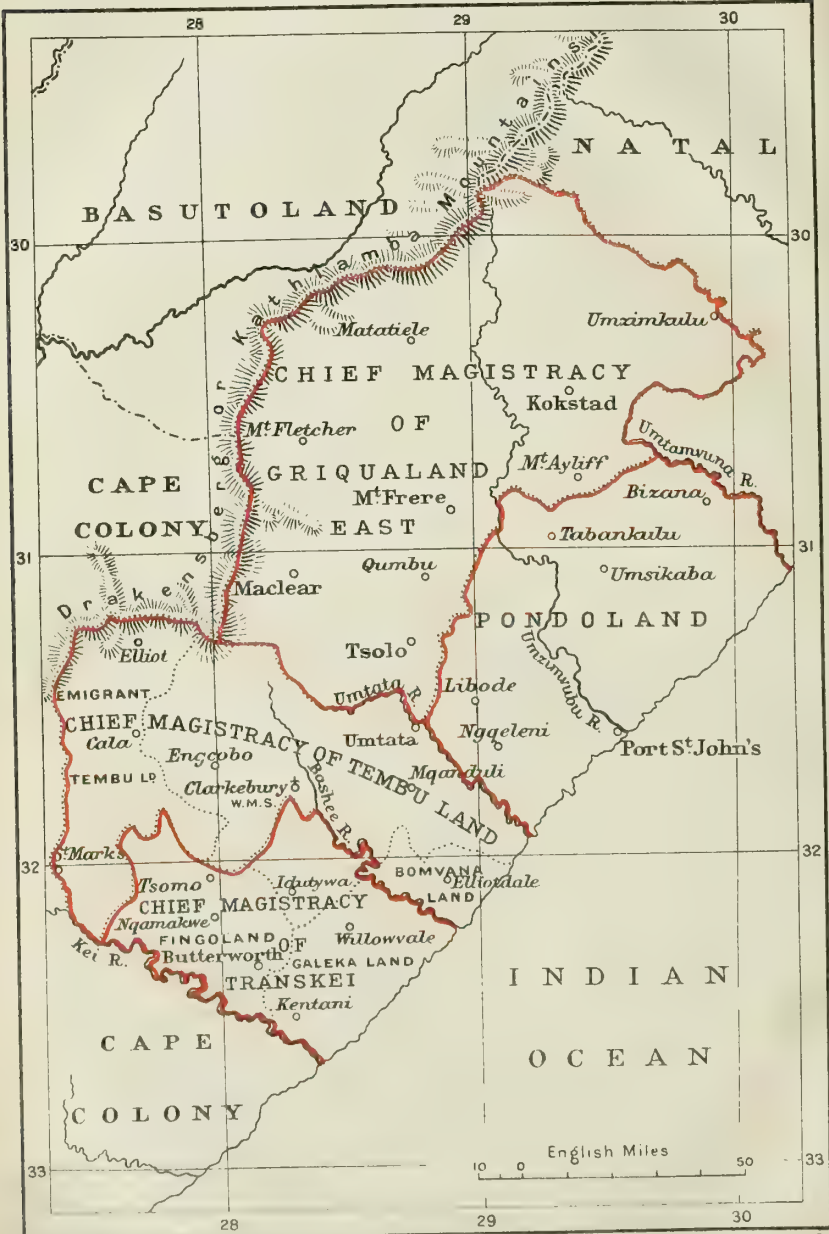 28
29
30
NATAL
BASUTOLAND
Drakensberg or Kathlamba Mountains
30
30
Matatiele
Umzimkulu
CHIEF MAGISTRACY
OF
GRIQUALAND
EAST
Kokstad
Mt. Fletcher
Mt. Ayliff
Umtamvuna R.
CAPE
COLONY
Mt. Frere
Bizana
31
31
Tabankulu
Qumbu
Umsikaba
Maclear
PONDOLAND
Elliot
Tsolo
Umzimvubu R.
EMIGRANT
TEMBU LD.
Umtata R.
Libode
CHIEF MAGISTRACY OF TEMBU LAND
Cala
Engcobo
Umtata
Ngqeleni
Port St. John's
Clarkebury
W.M.S.
Mqanduli
Bashee R.
32
32
St. Marks
Tsomo
Idutywa
BOMVANA
LAND
Elliotdale
CHIEF MAGISTRACY
OF
TRANSKEI
Nqamakwe
Willowvale
FINGOLAND
Kei R.
Butterworth
GALEKA LAND
Kentani
INDIAN
OCEAN
CAPE
COLONY
English Miles
10 0 50
33
33
28
29
30